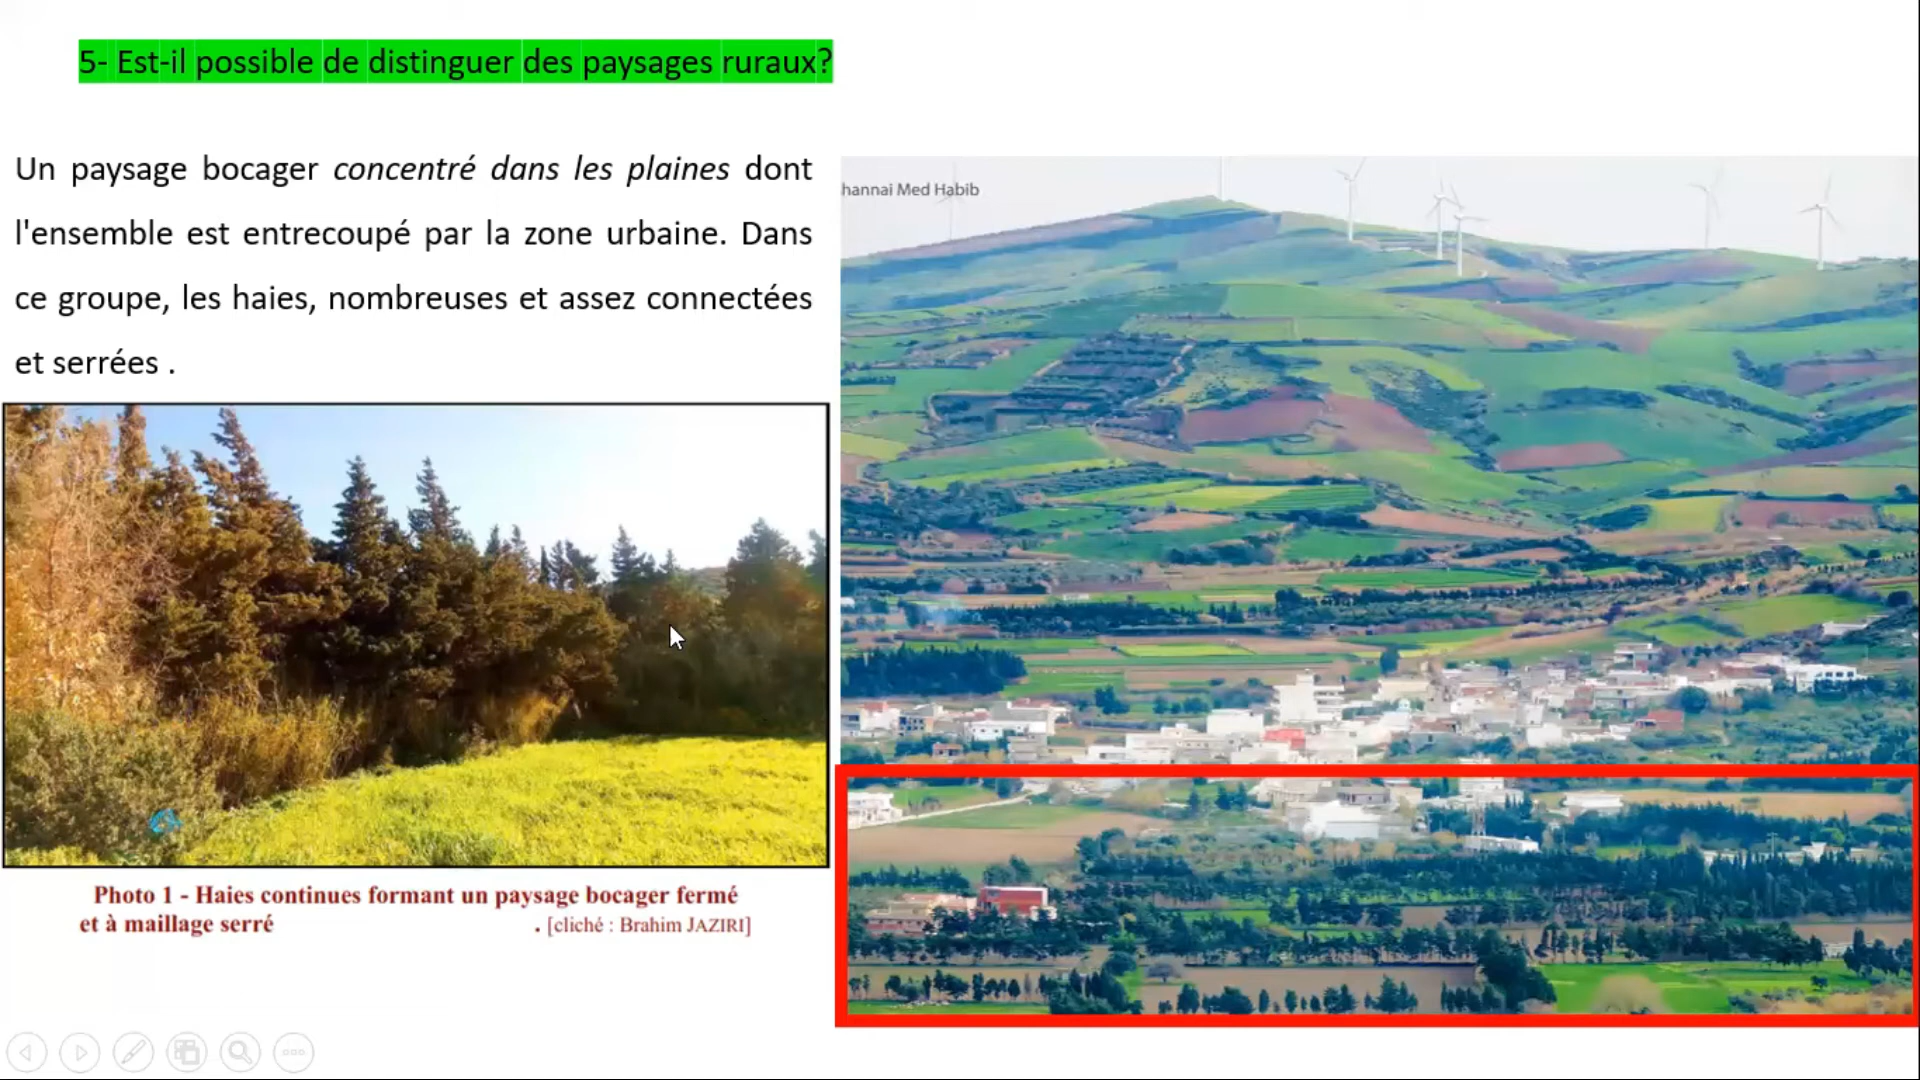 5- Est-il possible de distinguer des paysages ruraux?
Un paysage bocager concentré dans les plaines dont
l'ensemble est entrecoupé par la zone urbaine. Dans
ce groupe, les haies, nombreuses et assez connectées
et serrées .
hannai Med Habib
Photo 1 - Haies continues formant un paysage bocager fermé
et à maillage serré . [cliché : Brahim JAZIRI]